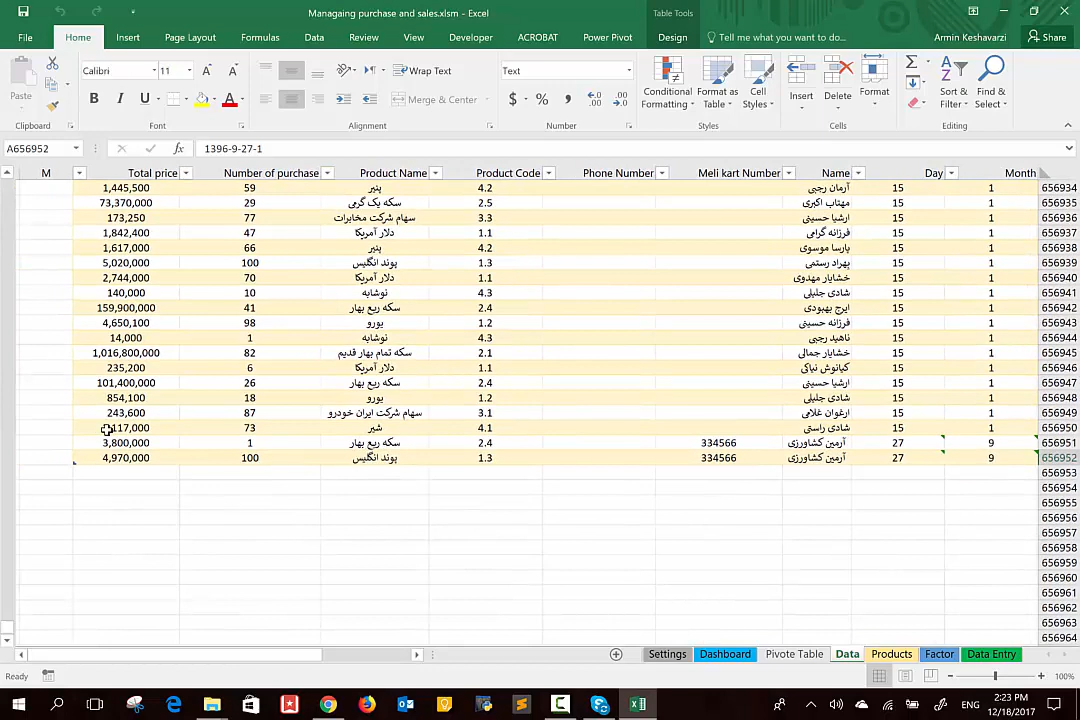 Managaing purchase and sales.xlsm - Excel
Table Tools
File Home Insert Page Layout Formulas Data Review View Developer ACROBAT Power Pivot Design Tell me what you want to do... Armin Keshavarzi Share
Calibri 11 Wrap Text Text
Paste B I U A Merge & Center $ % , Conditional Formatting Format as Table Cell Styles Insert Delete Format Sort & Filter Find & Select
Clipboard Font Alignment Number Styles Cells Editing
A656952 fx 1396-9-27-1
M Total price Number of purchase Product Name Product Code Phone Number Meli kart Number Name Day Month
1,445,500 59 پنیر 4.2 آرمان رجبی 15 1 656934
73,370,000 29 سکه یک گرمی 2.5 مهتاب اکبری 15 1 656935
173,250 77 سهام شرکت مخابرات 3.3 ارشیا حسینی 15 1 656936
1,842,400 47 دلار آمریکا 1.1 فرزانه گرامی 15 1 656937
1,617,000 66 پنیر 4.2 پارسا موسوی 15 1 656938
5,020,000 100 پوند انگلیس 1.3 بهراد رستمی 15 1 656939
2,744,000 70 دلار آمریکا 1.1 خشایار مهدوی 15 1 656940
140,000 10 نوشابه 4.3 شادی جلیلی 15 1 656941
159,900,000 41 سکه ربع بهار 2.4 ایرج بهبودی 15 1 656942
4,650,100 98 یورو 1.2 فرزانه حسینی 15 1 656943
14,000 1 نوشابه 4.3 ناهید رجبی 15 1 656944
1,016,800,000 82 سکه تمام بهار قدیم 2.1 خشایار جمالی 15 1 656945
235,200 6 دلار آمریکا 1.1 کیانوش نیاکی 15 1 656946
101,400,000 26 سکه ربع بهار 2.4 ارشیا حسینی 15 1 656947
854,100 18 یورو 1.2 شادی جلیلی 15 1 656948
243,600 87 سهام شرکت ایران خودرو 3.1 ارغوان غلامی 15 1 656949
117,000 73 شیر 4.1 شادی راستی 15 1 656950
3,800,000 1 سکه ربع بهار 2.4 334566 آرمین کشاورزی 27 9 656951
4,970,000 100 پوند انگلیس 1.3 334566 آرمین کشاورزی 27 9 656952
656953
656954
656955
656956
656957
656958
656959
656960
656961
656962
656963
656964
Settings Dashboard Pivote Table Data Products Factor Data Entry
Ready 100%
ENG 2:23 PM
12/18/2017